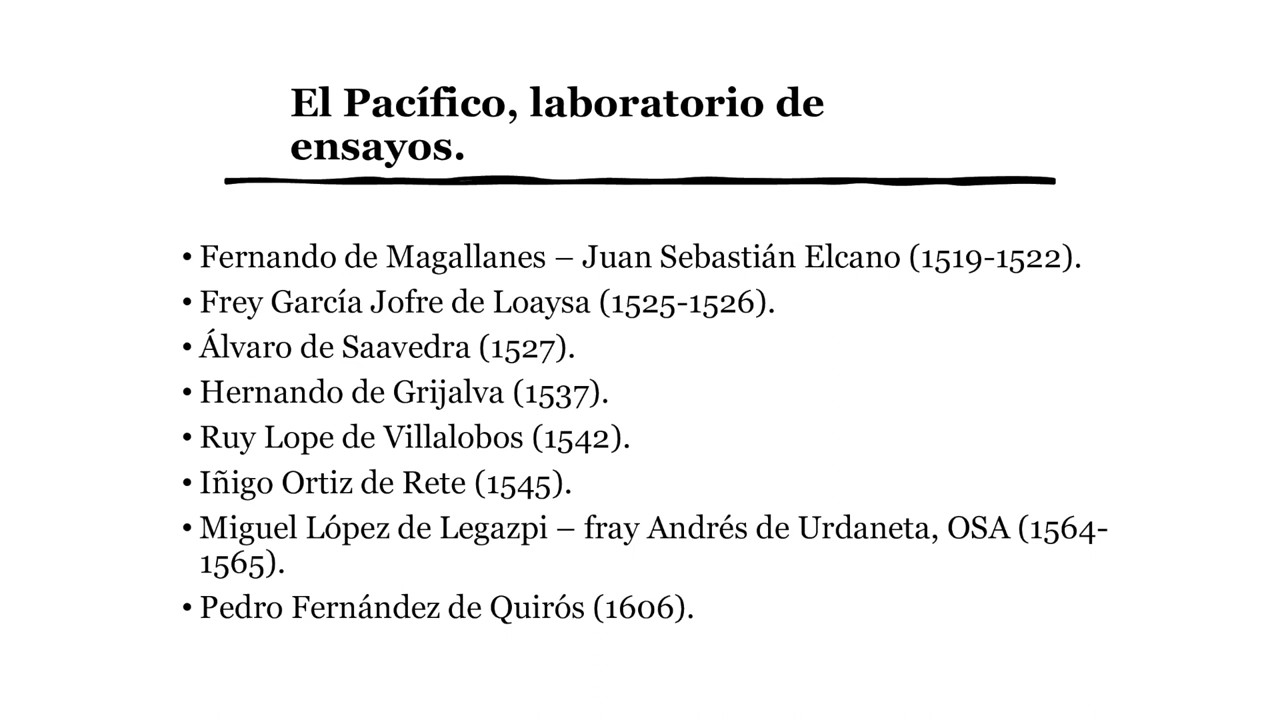 El Pacífico, laboratorio de
ensayos.
• Fernando de Magallanes – Juan Sebastián Elcano (1519-1522).
• Frey García Jofre de Loaysa (1525-1526).
• Álvaro de Saavedra (1527).
• Hernando de Grijalva (1537).
• Ruy Lope de Villalobos (1542).
• Iñigo Ortiz de Rete (1545).
• Miguel López de Legazpi – fray Andrés de Urdaneta, OSA (1564-
1565).
• Pedro Fernández de Quirós (1606).